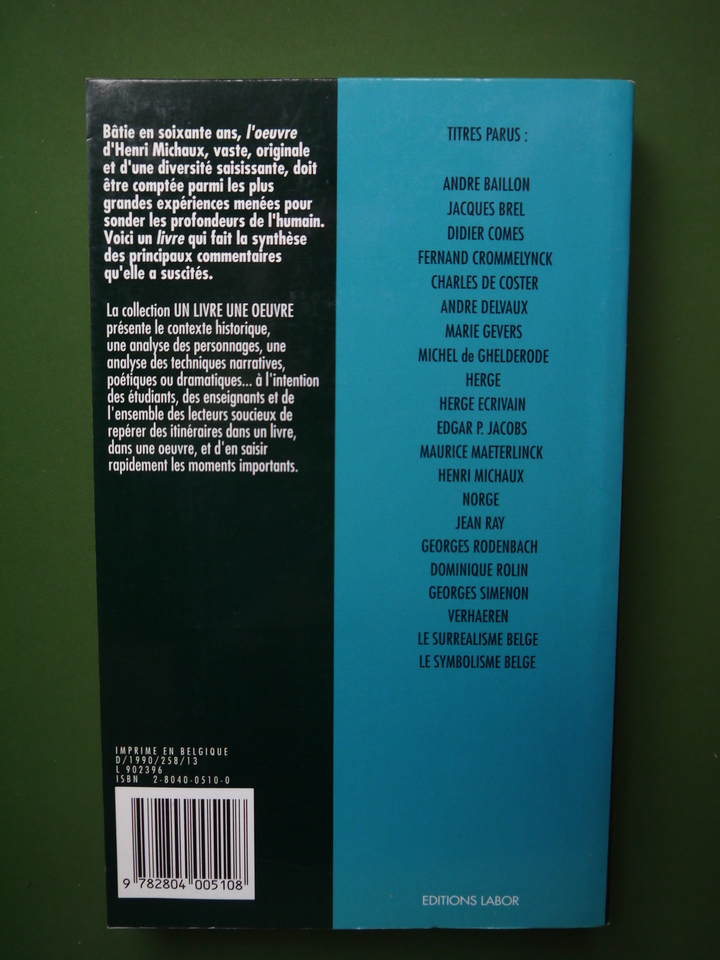 Bâtie en soixante ans, l'oeuvre
d'Henri Michaux, vaste, originale
et d'une diversité saisissante, doit
être comptée parmi les plus
grandes expériences menées pour
sonder les profondeurs de l'humain.
Voici un livre qui fait la synthèse
des principaux commentaires
qu'elle a suscités.
La collection UN LIVRE UNE OEUVRE
présente le contexte historique,
une analyse des personnages, une
analyse des techniques narratives,
poétiques ou dramatiques... à l'intention
des étudiants, des enseignants et de
l'ensemble des lecteurs soucieux de
repérer des itinéraires dans un livre,
dans une oeuvre, et d'en saisir
rapidement les moments importants.
IMPRIME EN BELGIQUE
D/1990/258/13
L 902396
ISBN 2-8040-0510-0
9 782804 005108
TITRES PARUS :
ANDRE BAILLON
JACQUES BREL
DIDIER COMES
FERNAND CROMMELYNCK
CHARLES DE COSTER
ANDRE DELVAUX
MARIE GEVERS
MICHEL de GHELDERODE
HERGE
HERGE ECRIVAIN
EDGAR P. JACOBS
MAURICE MAETERLINCK
HENRI MICHAUX
NORGE
JEAN RAY
GEORGES RODENBACH
DOMINIQUE ROLIN
GEORGES SIMENON
VERHAEREN
LE SURREALISME BELGE
LE SYMBOLISME BELGE
EDITIONS LABOR